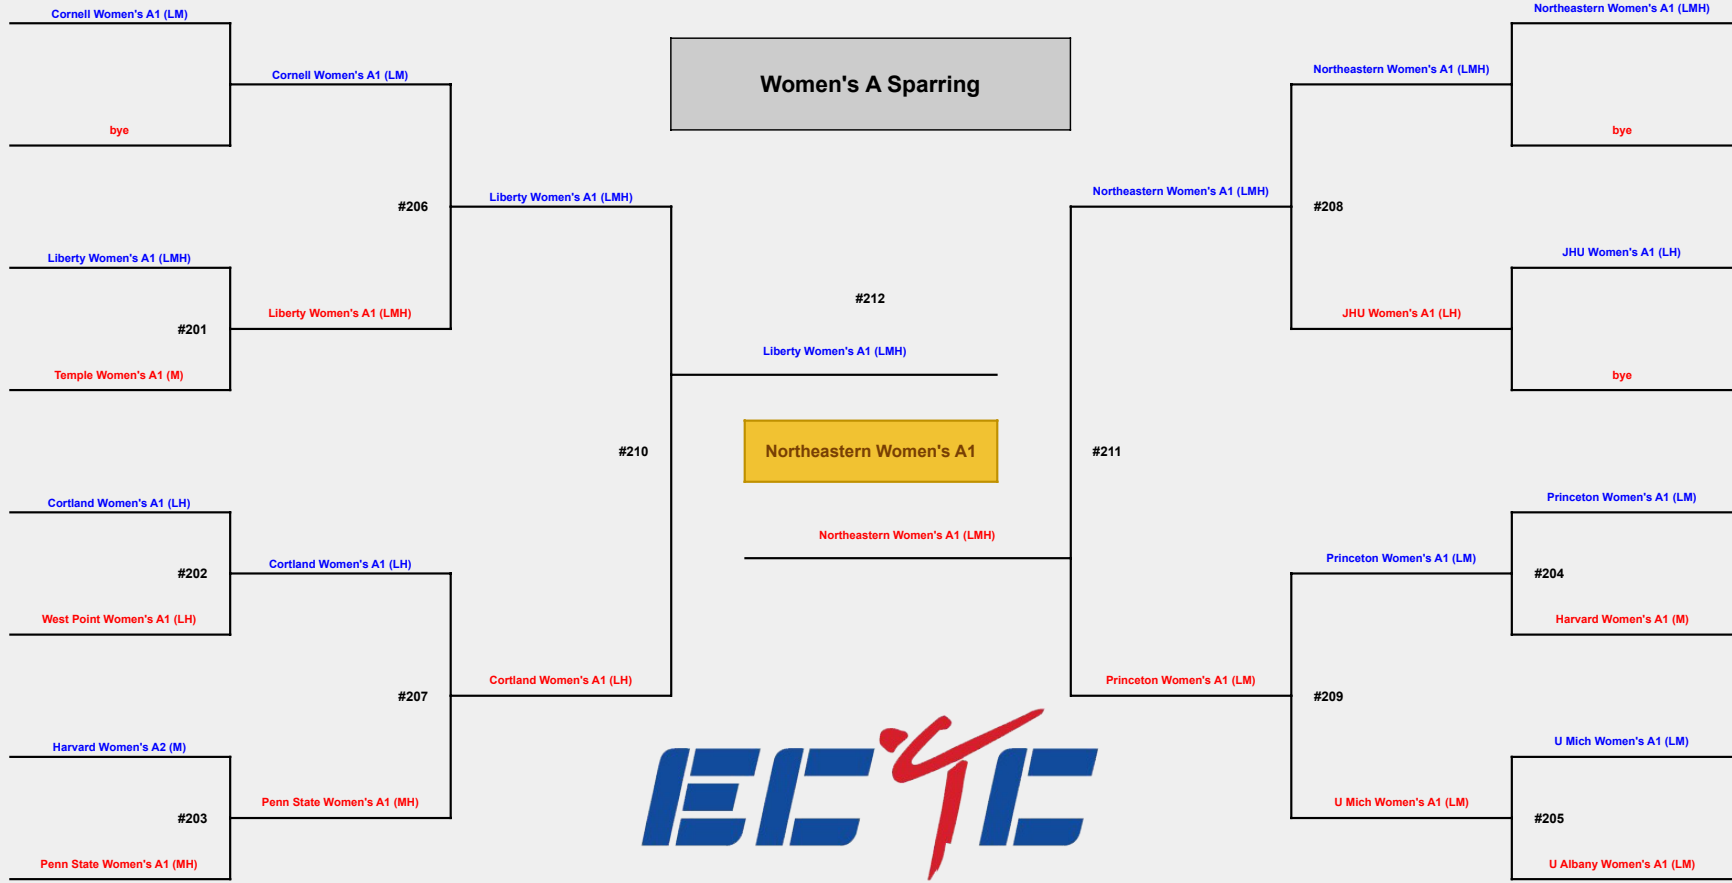 Cornell Women's A1 (LM)
bye
Liberty Women's A1 (LMH)
#201
Temple Women's A1 (M)
Cortland Women's A1 (LH)
#202
West Point Women's A1 (LH)
Harvard Women's A2 (M)
#203
Penn State Women's A1 (MH)
Cornell Women's A1 (LM)
#206
Liberty Women's A1 (LMH)
Cortland Women's A1 (LH)
#207
Penn State Women's A1 (MH)
Liberty Women's A1 (LMH)
#210
Cortland Women's A1 (LH)
Women's A Sparring
#212
Liberty Women's A1 (LMH)
Northeastern Women's A1
Northeastern Women's A1 (LMH)
ECTC
Northeastern Women's A1 (LMH)
#211
Princeton Women's A1 (LM)
Northeastern Women's A1 (LMH)
#208
JHU Women's A1 (LH)
Princeton Women's A1 (LM)
#209
U Mich Women's A1 (LM)
Northeastern Women's A1 (LMH)
bye
JHU Women's A1 (LH)
bye
Princeton Women's A1 (LM)
#204
Harvard Women's A1 (M)
U Mich Women's A1 (LM)
#205
U Albany Women's A1 (LM)